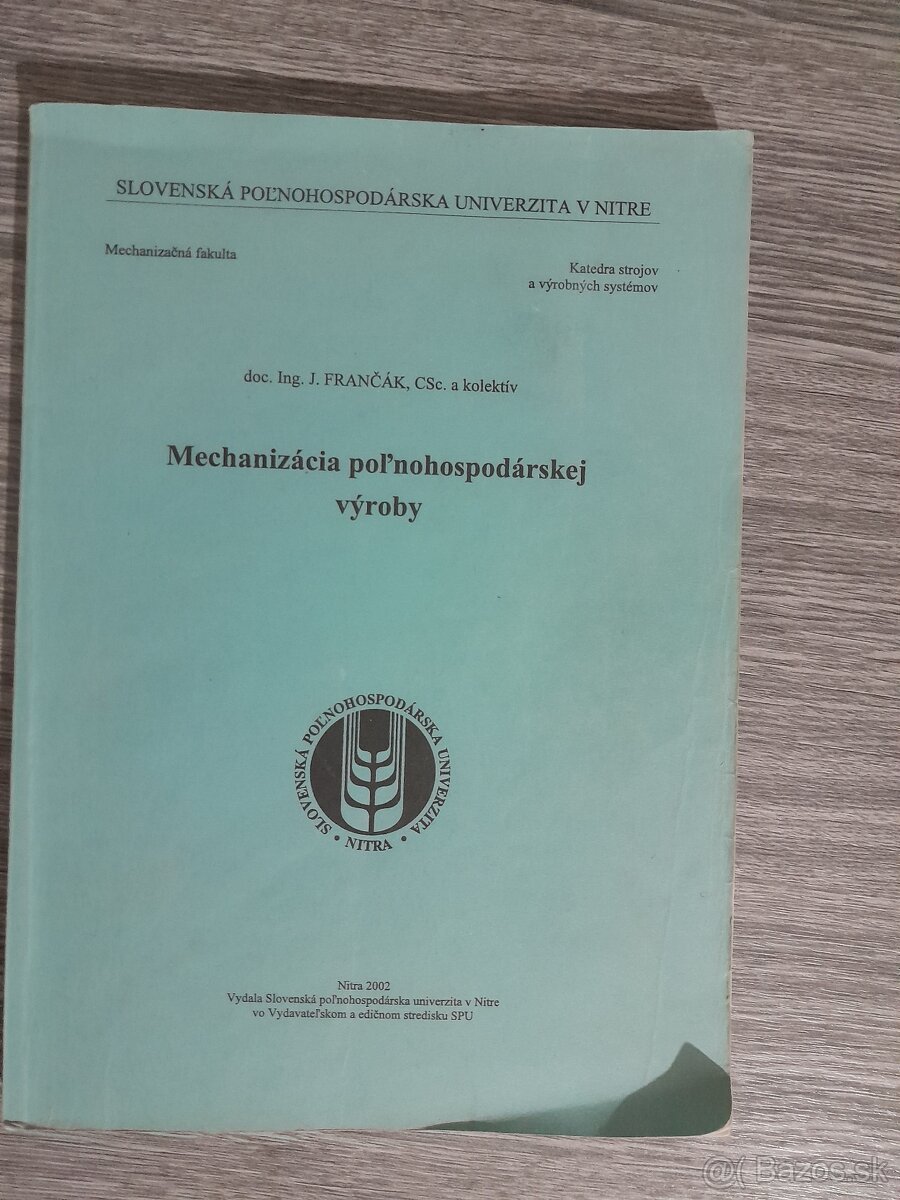 SLOVENSKÁ POĽNOHOSPODÁRSKA UNIVERZITA V NITRE
Mechanizačná fakulta
Katedra strojov
a výrobných systémov
doc. Ing. J. FRANČÁK, CSc. a kolektív
Mechanizácia poľnohospodárskej
výroby
SLOVENSKÁ POĽNOHOSPODÁRSKA UNIVERZITA
• NITRA •
Nitra 2002
Vydala Slovenská poľnohospodárska univerzita v Nitre
vo Vydavateľskom a edičnom stredisku SPU
@( Bazos.sk